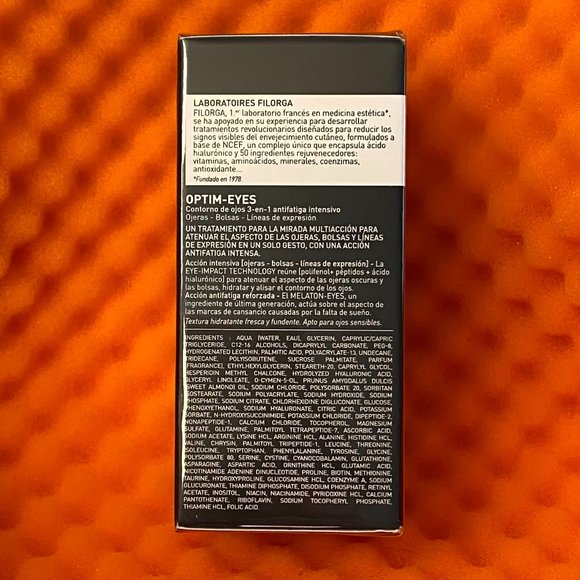 LABORATOIRES FILORGA
FILORGA, 1.er laboratorio francés en medicina estética*,
se ha apoyado en su experiencia para desarrollar
tratamientos revolucionarios diseñados para reducir los
signos visibles del envejecimiento cutáneo, formulados a
base de NCEF, un complejo único que encapsula ácido
hialurónico y 50 ingredientes rejuvenecedores:
vitaminas, aminoácidos, minerales, coenzimas,
antioxidante...
*Fundado en 1978.
OPTIM-EYES
Contorno de ojos 3-en-1 antifatiga intensivo
Ojeras - Bolsas - Líneas de expresión
UN TRATAMIENTO PARA LA MIRADA MULTIACCIÓN PARA
ATENUAR EL ASPECTO DE LAS OJERAS, BOLSAS Y LÍNEAS
DE EXPRESIÓN EN UN SOLO GESTO, CON UNA ACCIÓN
ANTIFATIGA INTENSA.
Acción intensiva [ojeras - bolsas - líneas de expresión] - La
EYE-IMPACT TECHNOLOGY reúne [polifenol+ péptidos + ácido
hialurónico] para atenuar el aspecto de las ojeras oscuras y
las bolsas, hidratar y alisar el contorno de los ojos.
Acción antifatiga reforzada - El MELATON-EYES, un
ingrediente de última generación, actúa sobre el aspecto de
las marcas de cansancio causadas por la falta de sueño.
Textura hidratante fresca y fundente. Apto para ojos sensibles.
INGREDIENTS : AQUA (WATER, EAU), GLYCERIN, CAPRYLIC/CAPRIC
TRIGLYCERIDE, C12-16 ALCOHOLS, DICAPRYLYL CARBONATE, PEG-8,
HYDROGENATED LECITHIN, PALMITIC ACID, POLYACRYLATE-13, UNDECANE,
TRIDECANE, POLYISOBUTENE, SUCROSE PALMITATE, PARFUM
(FRAGRANCE), ETHYLHEXYLGLYCERIN, STEARETH-20, CAPRYLYL GLYCOL,
HESPERIDIN METHYL CHALCONE, HYDROLYZED HYALURONIC ACID,
GLYCERYL LINOLEATE, O-CYMEN-5-OL, PRUNUS AMYGDALUS DULCIS
(SWEET ALMOND) OIL, SODIUM CHLORIDE, POLYSORBATE 20, SORBITAN
ISOSTEARATE, SODIUM POLYACRYLATE, SODIUM HYDROXIDE, SODIUM
PHOSPHATE, SODIUM CITRATE, CHLORHEXIDINE DIGLUCONATE, GLUCOSE,
PHENOXYETHANOL, SODIUM HYALURONATE, CITRIC ACID, POTASSIUM
SORBATE, N-HYDROXYSUCCINIMIDE, POTASSIUM CHLORIDE, DIPEPTIDE-2,
NONAPEPTIDE-1, CALCIUM CHLORIDE, TOCOPHEROL, MAGNESIUM
SULFATE, GLUTAMINE, PALMITOYL TETRAPEPTIDE-7, ASCORBIC ACID,
SODIUM ACETATE, LYSINE HCL, ARGININE HCL, ALANINE, HISTIDINE HCL,
VALINE, CHRYSIN, PALMITOYL TRIPEPTIDE-1, LEUCINE, THREONINE,
ISOLEUCINE, TRYPTOPHAN, PHENYLALANINE, TYROSINE, GLYCINE,
POLYSORBATE 80, SERINE, CYSTINE, CYANOCOBALAMIN, GLUTATHIONE,
ASPARAGINE, ASPARTIC ACID, ORNITHINE HCL, GLUTAMIC ACID,
NICOTINAMIDE ADENINE DINUCLEOTIDE, PROLINE, BIOTIN, METHIONINE,
TAURINE, HYDROXYPROLINE, GLUCOSAMINE HCL, COENZYME A, SODIUM
GLUCURONATE, THIAMINE DIPHOSPHATE, DISODIUM PHOSPHATE, RETINYL
ACETATE, INOSITOL, NIACIN, NIACINAMIDE, PYRIDOXINE HCL, CALCIUM
PANTOTHENATE, RIBOFLAVIN, SODIUM TOCOPHERYL PHOSPHATE,
THIAMINE HCL, FOLIC ACID.